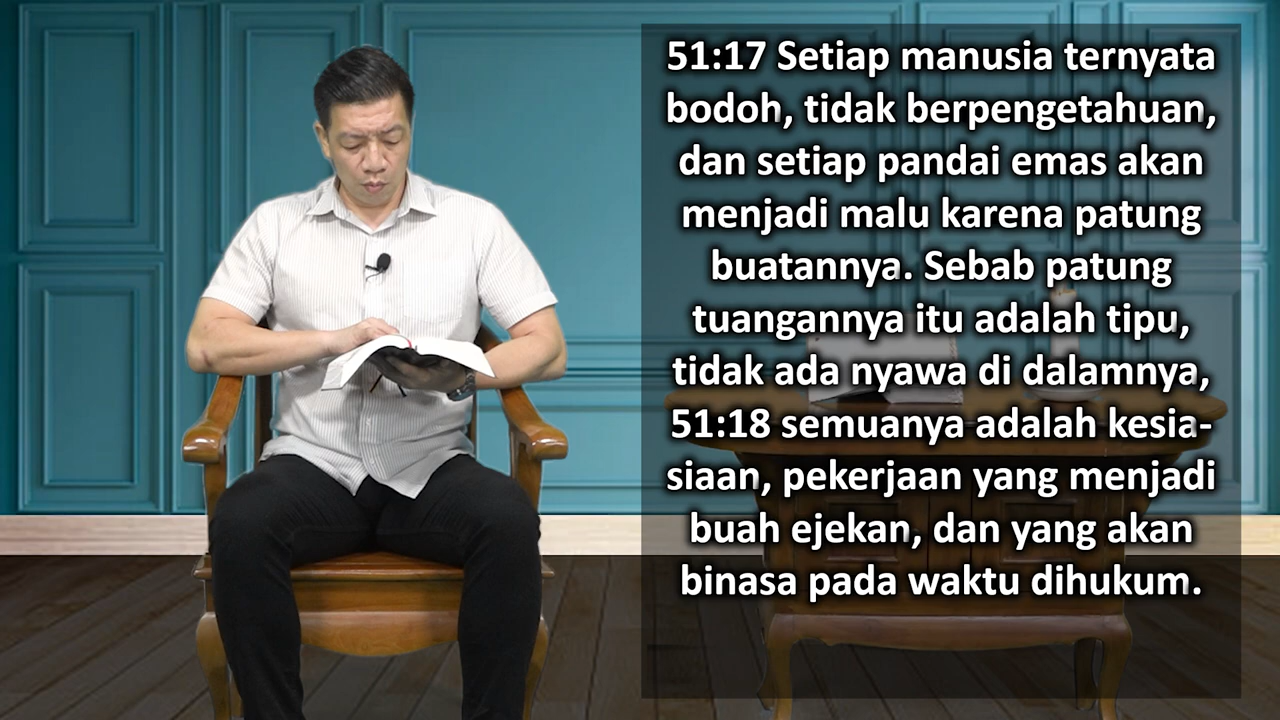 51:17 Setiap manusia ternyata
bodoh, tidak berpengetahuan,
dan setiap pandai emas akan
menjadi malu karena patung
buatannya. Sebab patung
tuangannya itu adalah tipu,
tidak ada nyawa di dalamnya,
51:18 semuanya adalah kesia-
siaan, pekerjaan yang menjadi
buah ejekan, dan yang akan
binasa pada waktu dihukum.